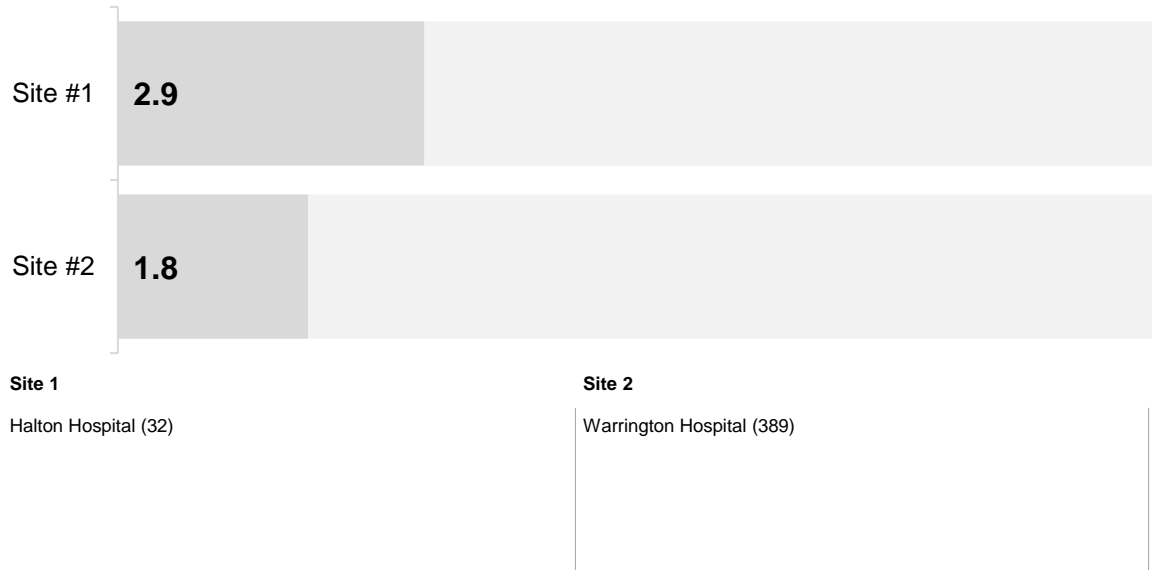 Site #1 2.9
Site #2 1.8
Site 1 Site 2
Halton Hospital (32) Warrington Hospital (389)